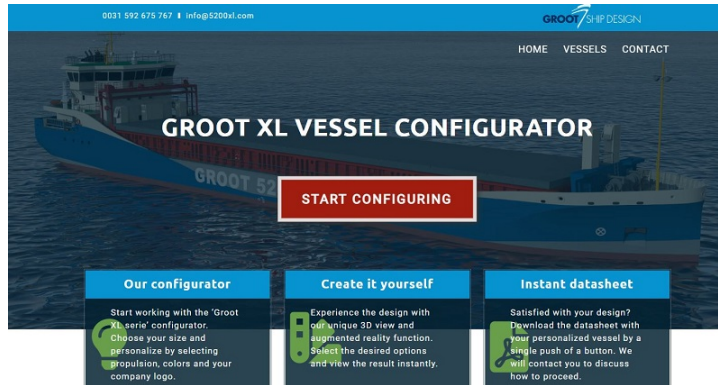 0031 592 675 767 info@5200xl.com
GROOT SHIP DESIGN
HOME VESSELS CONTACT
GROOT XL VESSEL CONFIGURATOR
GROOT 52
START CONFIGURING
Our configurator
Start working with the 'Groot
XL serie' configurator.
Choose your size and
personalize by selecting
propulsion, colors and your
company logo.
Create it yourself
Experience the design with
our unique 3D view and
augmented reality function.
Select the desired options
and view the result instantly.
Instant datasheet
Satisfied with your design?
Download the datasheet with
your personalized vessel by a
single push of a button. We
will contact you to discuss
how to proceed.